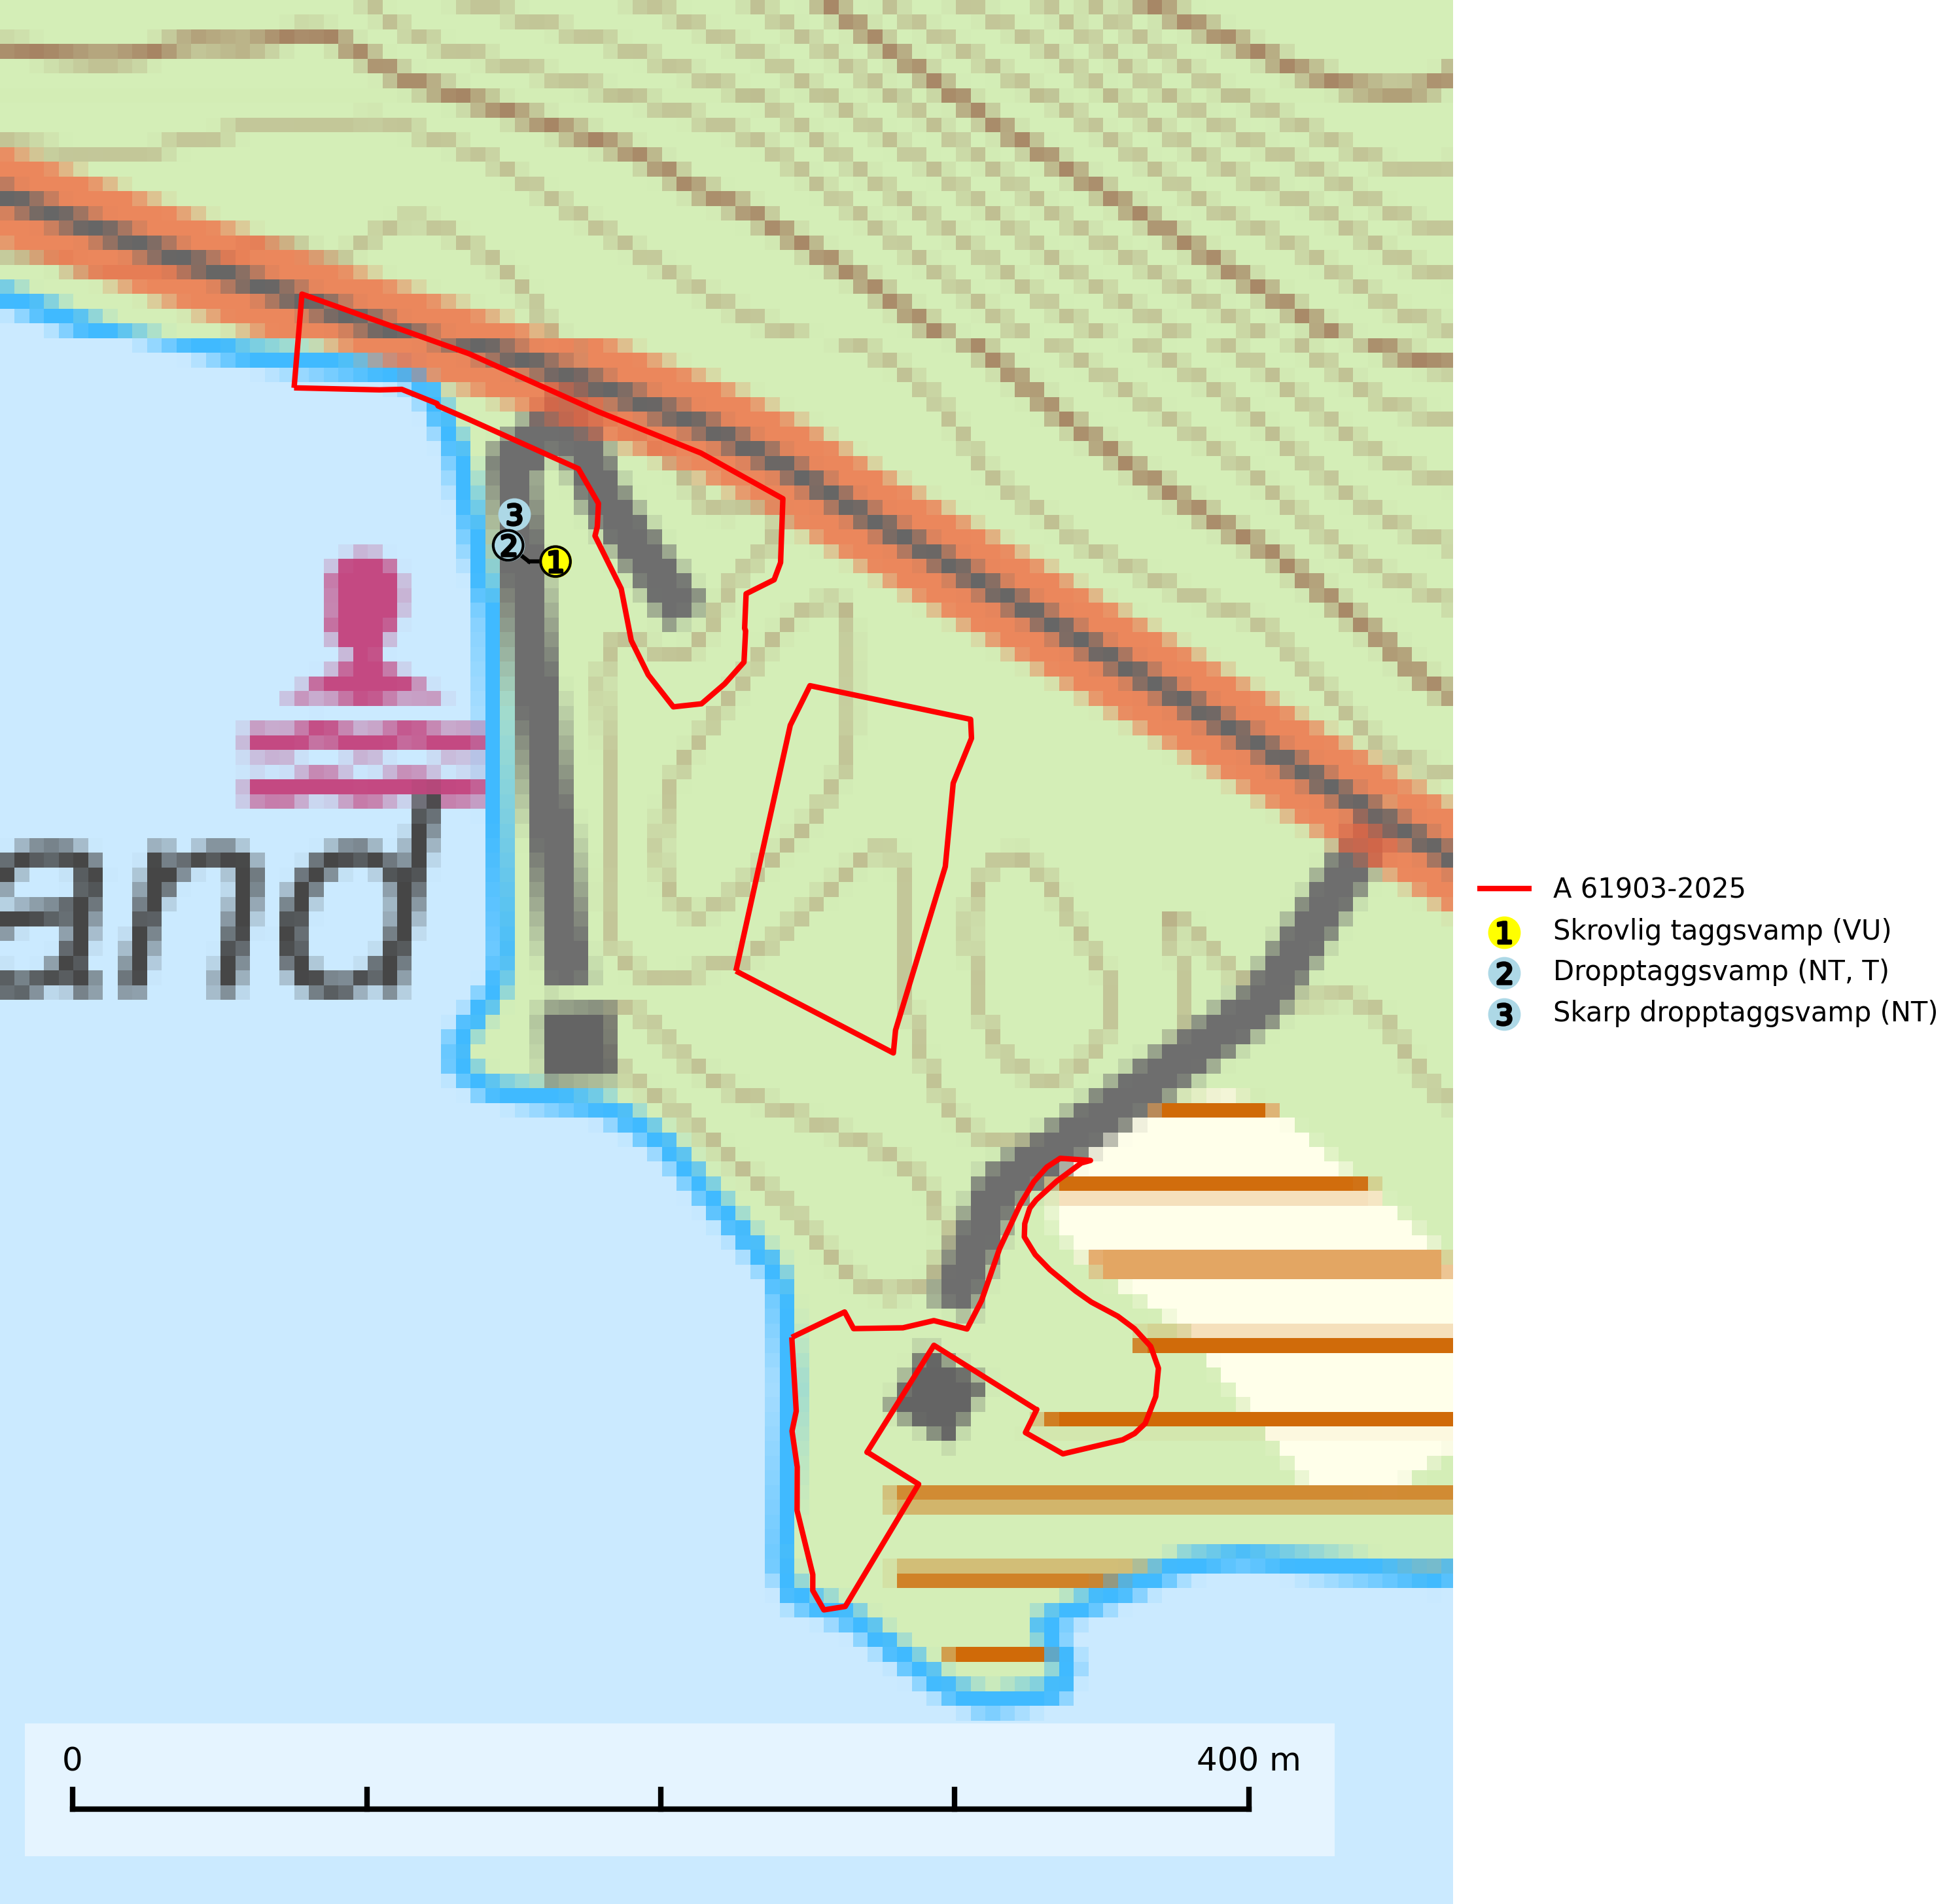 3
2
1
and
0 400 m
A 61903-2025
1 Skrovlig taggsvamp (VU)
2 Dropptaggsvamp (NT, T)
3 Skarp dropptaggsvamp (NT)